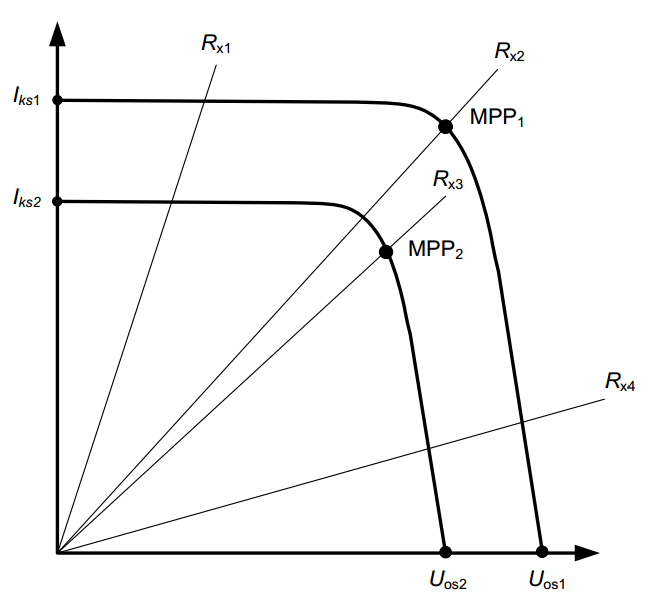 Rx1
Rx2
Iks1
MPP1
Rx3
Iks2
MPP2
Rx4
Uos2
Uos1